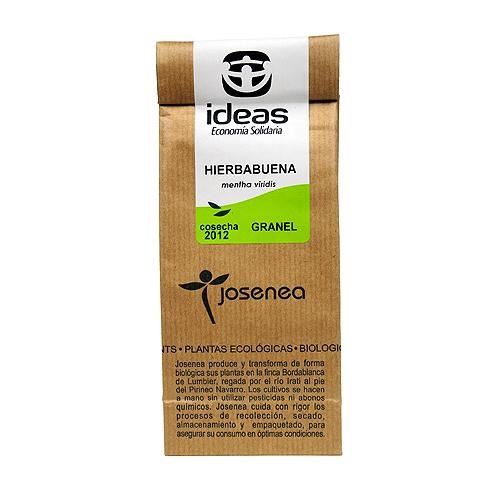 ideas
Economía Solidaria
HIERBABUENA
mentha viridis
cosecha
2012
GRANEL
josenea
NTS • PLANTAS ECOLÓGICAS • BIOLOGIC
Josenea produce y transforma de forma
biológica sus plantas en la finca Bordablanca
de Lumbier, regada por el río Irati al pie
del Pirineo Navarro. Los cultivos se hacen
a mano sin utilizar pesticidas ni abonos
químicos. Josenea cuida con rigor los
procesos de recolección, secado,
almacenamiento y empaquetado, para
asegurar su consumo en óptimas condiciones.